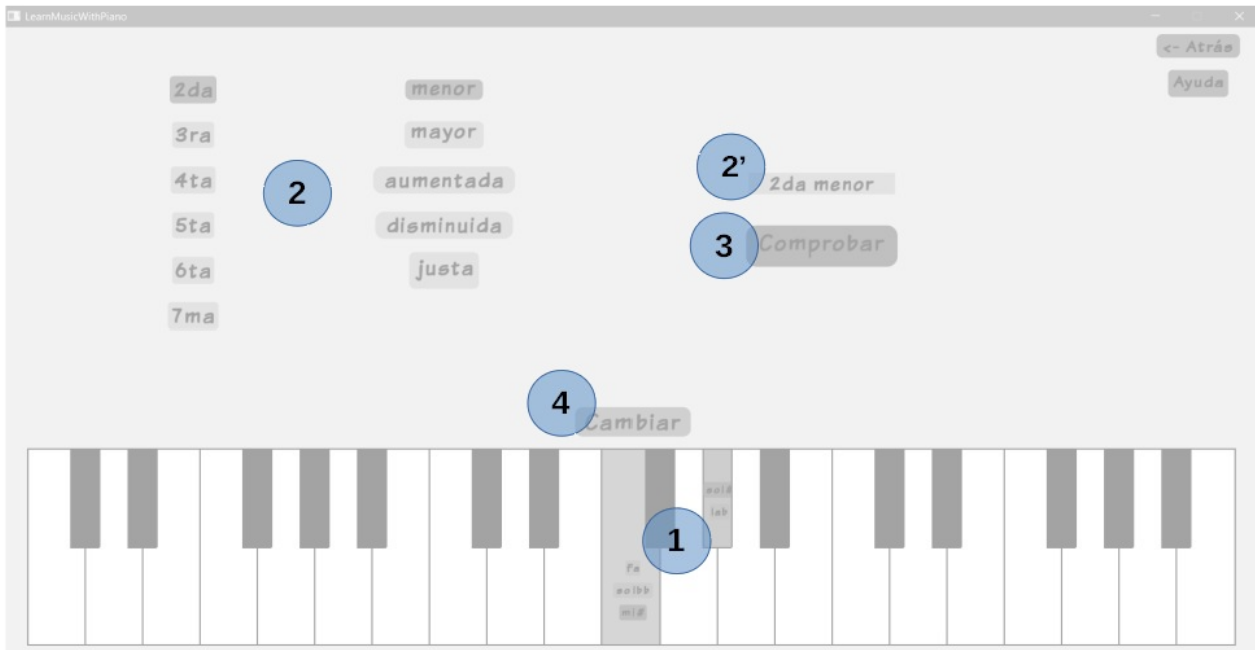 LearnMusicWithPiano
<- Atrás
Ayuda
2da
3ra
4ta
5ta
6ta
7ma
2
menor
mayor
aumentada
disminuida
justa
2’
2da menor
3
Comprobar
4
Cambiar
sol#
lab
1
fa
solbb
mi#